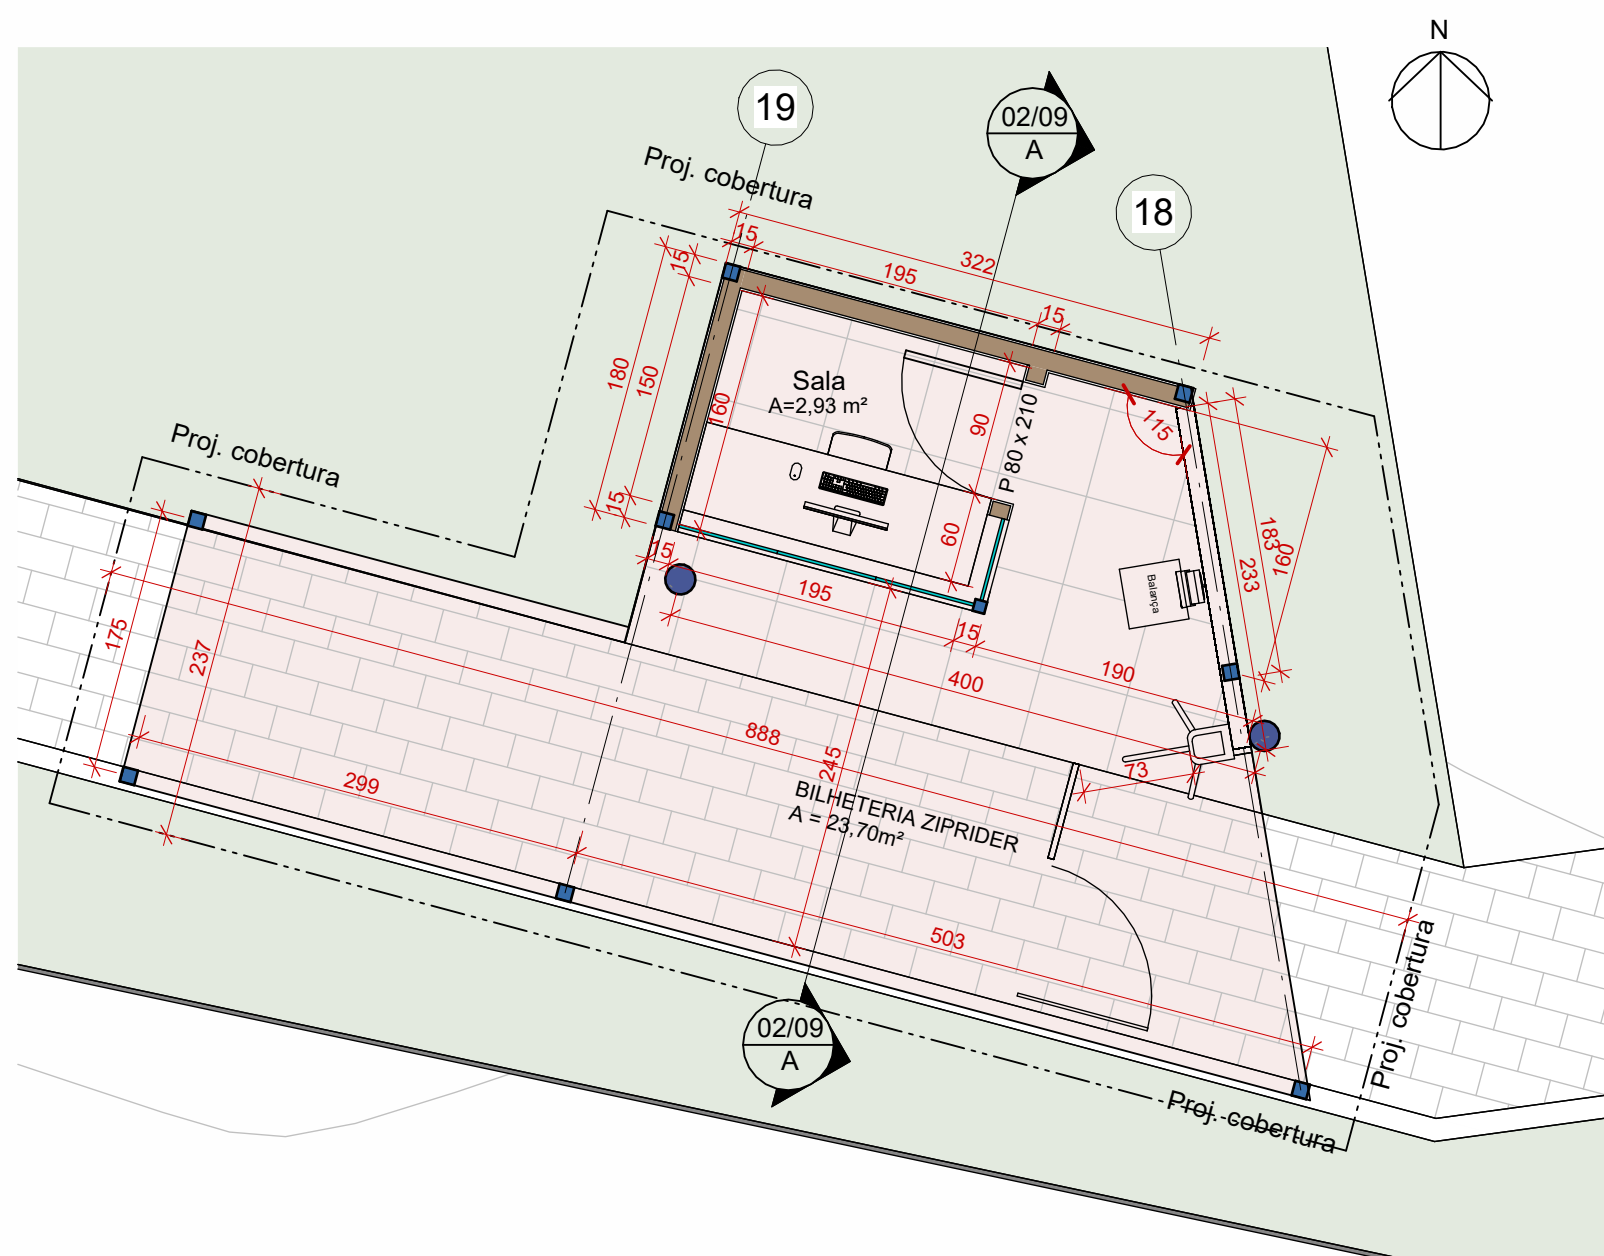 N
19
02/09
A
Proj. cobertura
18
15
322
195
15
15
180
150
160
Sala
A=2,93 m²
90
P 80 x 210
115
Proj. cobertura
15
60
183
160
233
15
Balança
195
15
175
237
190
400
888
245
73
299
BILHETERIA ZIPRIDER
A = 23,70m²
503
Proj. cobertura
02/09
A
Proj. cobertura